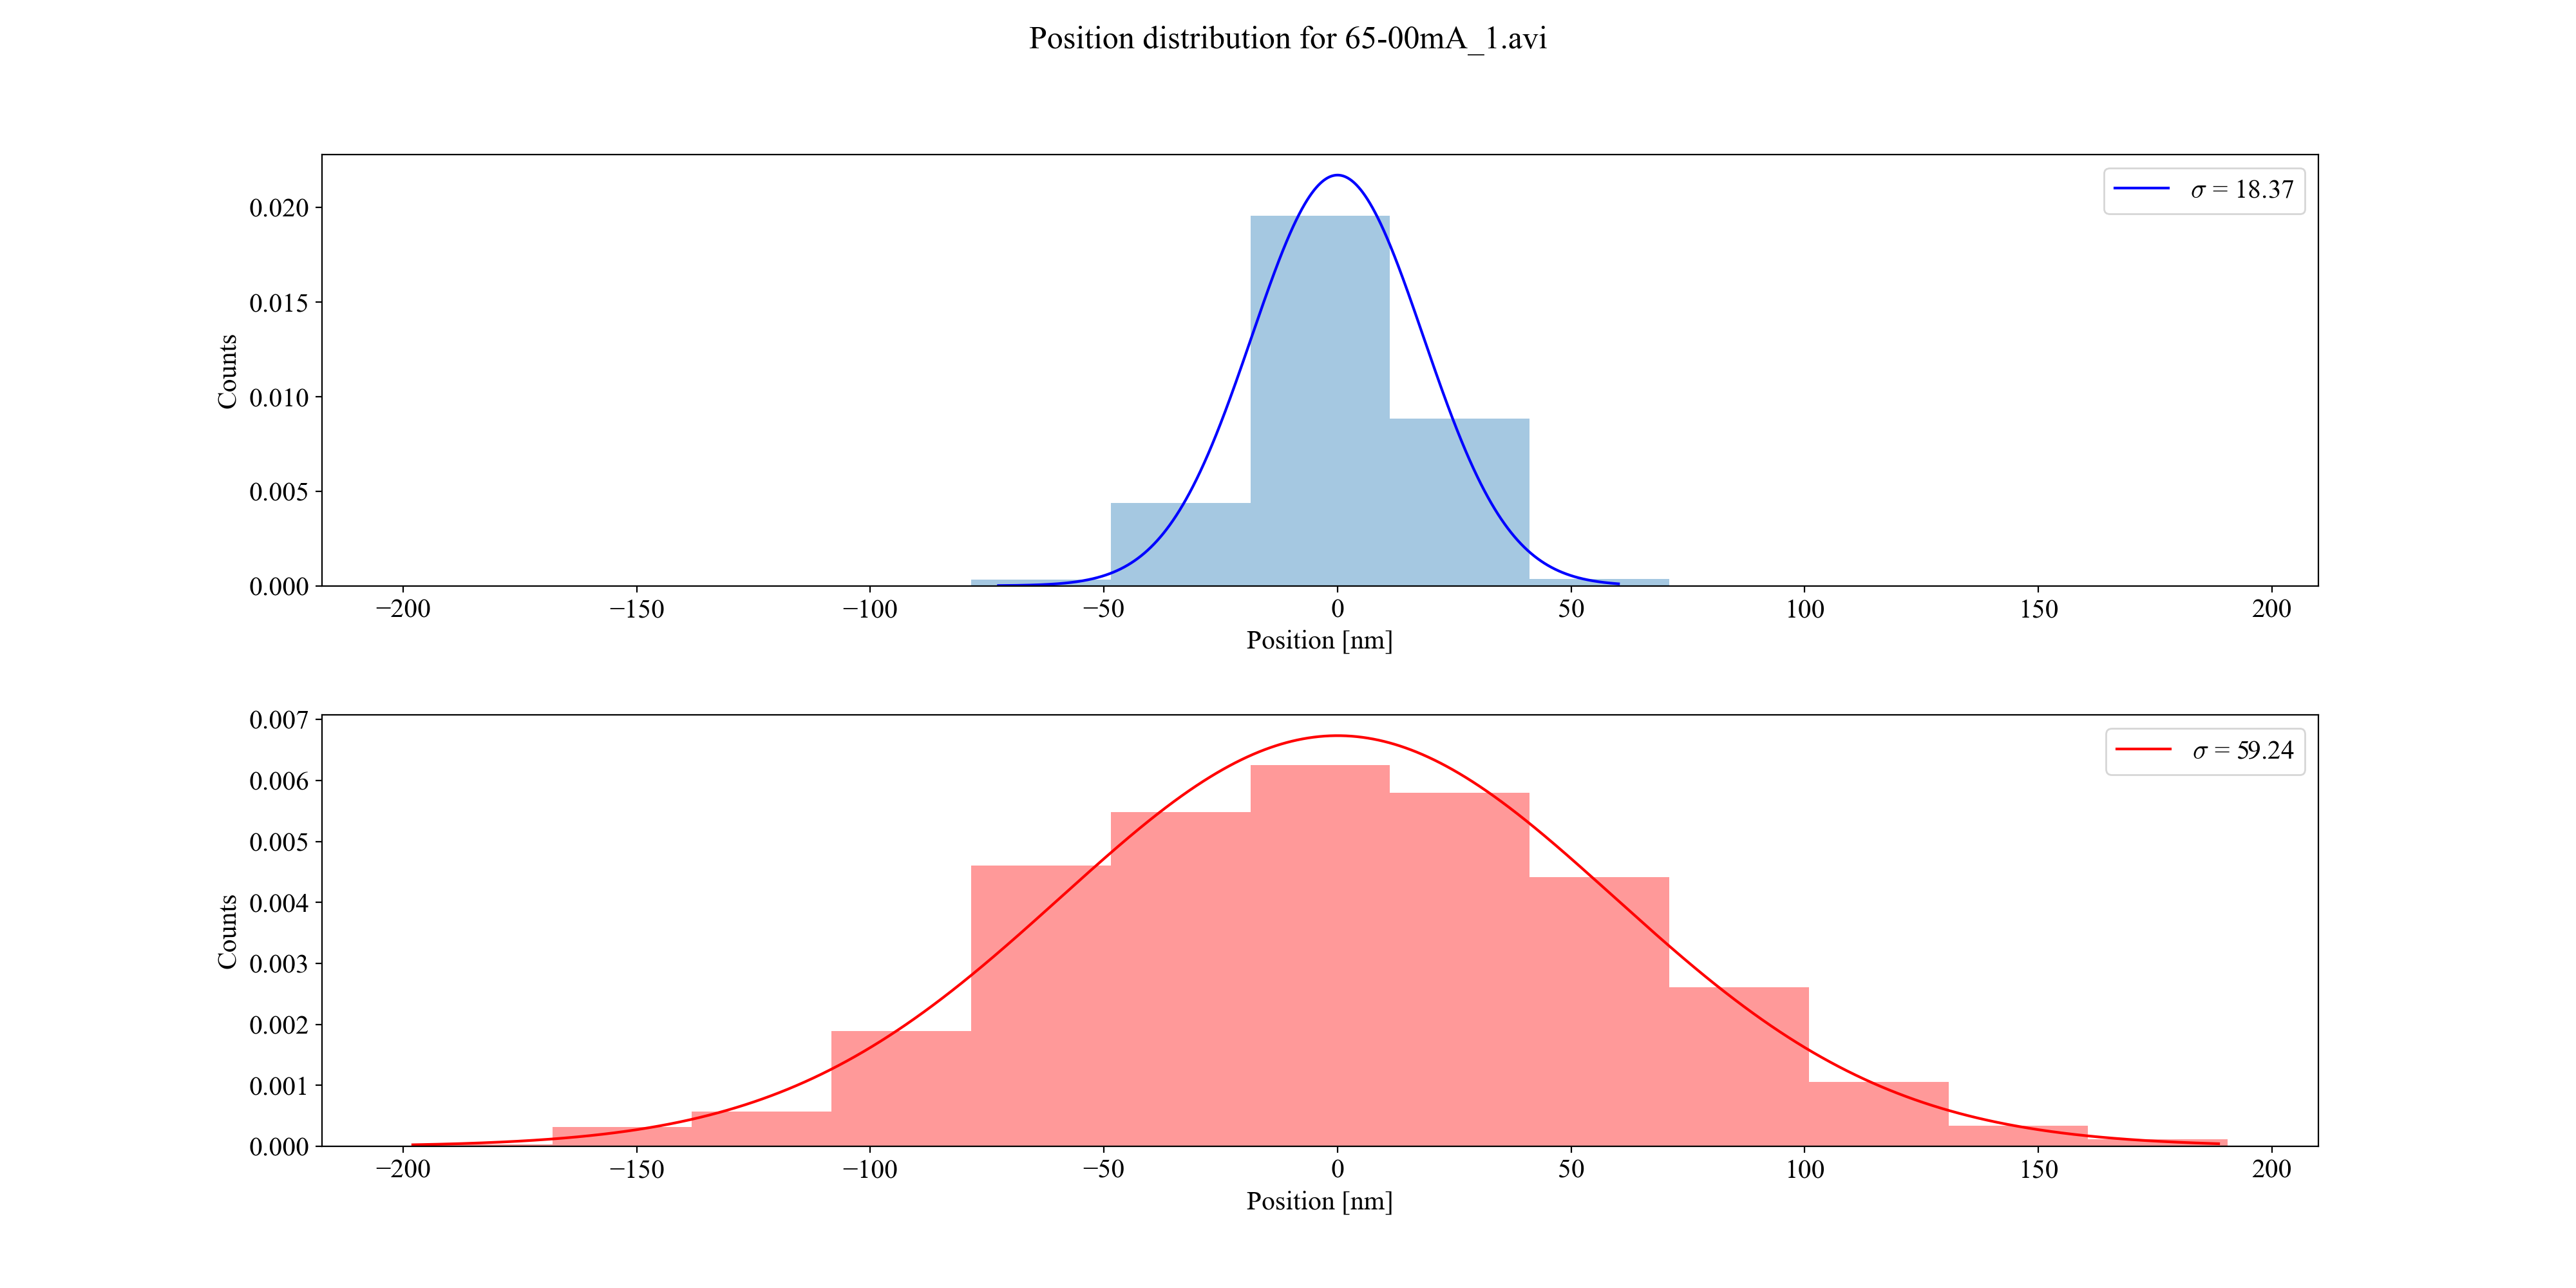 Position distribution for 65-00mA_1.avi
σ = 18.37
Counts
0.020
0.015
0.010
0.005
0.000
−200 −150 −100 −50 0 50 100 150 200
Position [nm]
σ = 59.24
Counts
0.007
0.006
0.005
0.004
0.003
0.002
0.001
0.000
−200 −150 −100 −50 0 50 100 150 200
Position [nm]